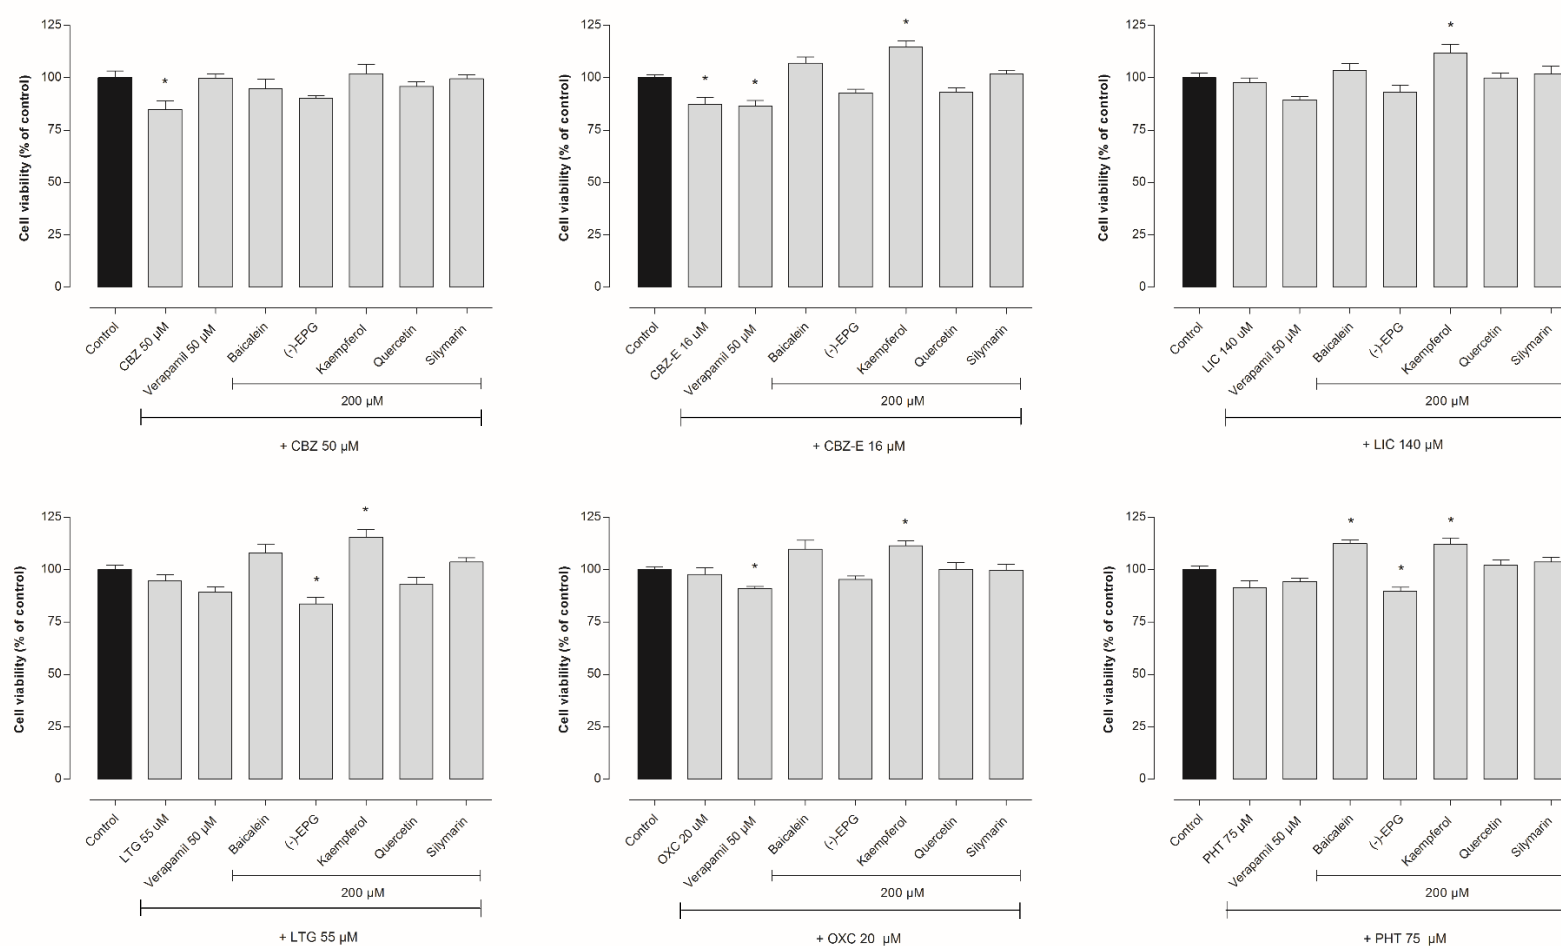 Cell viability (% of control)
125
100
75
50
25
0
*
Control
CBZ 50 µM
Verapamil 50 µM
Baicalein
(-)-EPG
Kaempferol
Quercetin
Silymarin
200 µM
+ CBZ 50 µM
Cell viability (% of control)
125
100
75
50
25
0
*
*
*
Control
CBZ-E 16 uM
Verapamil 50 µM
Baicalein
(-)-EPG
Kaempferol
Quercetin
Silymarin
200 µM
+ CBZ-E 16 µM
Cell viability (% of control)
125
100
75
50
25
0
*
Control
LIC 140 uM
Verapamil 50 µM
Baicalein
(-)-EPG
Kaempferol
Quercetin
Silymarin
200 µM
+ LIC 140 µM
Cell viability (% of control)
125
100
75
50
25
0
*
*
Control
LTG 55 uM
Verapamil 50 µM
Baicalein
(-)-EPG
Kaempferol
Quercetin
Silymarin
200 µM
+ LTG 55 µM
Cell viability (% of control)
125
100
75
50
25
0
*
*
Control
OXC 20 uM
Verapamil 50 µM
Baicalein
(-)-EPG
Kaempferol
Quercetin
Silymarin
200 µM
+ OXC 20 µM
Cell viability (% of control)
125
100
75
50
25
0
*
*
*
Control
PHT 75 µM
Verapamil 50 µM
Baicalein
(-)-EPG
Kaempferol
Quercetin
Silymarin
200 µM
+ PHT 75 µM